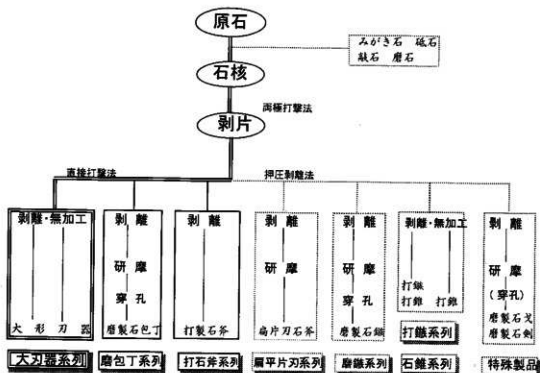 原石
みがき石 砥石
敲石 磨石
石核
両極打撃法
剥片
直接打撃法
押圧剥離法
剥離・無加工
大形刃器
大刃器系列
剥離
研摩
穿孔
磨製石包丁
磨包丁系列
剥離
打製石斧
打石斧系列
剥離
研摩
扁片刃石斧
扁平片刃系列
剥離
研摩
穿孔
磨製石鏃
磨鏃系列
剥離・無加工
打鏃
打錐 打錐
打鏃系列
石錐系列
剥離
研摩
(穿孔)
磨製石戈
磨製石剣
特殊製品